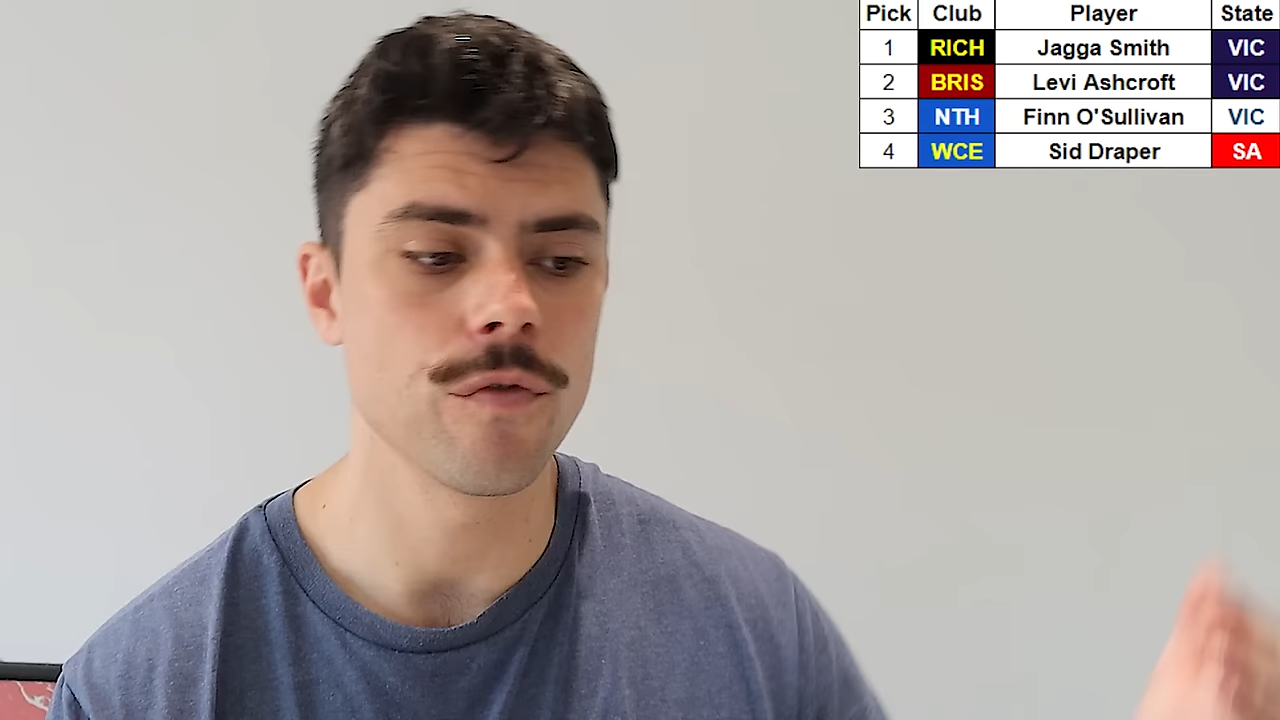 Pick Club Player State
1 RICH Jagga Smith VIC
2 BRIS Levi Ashcroft VIC
3 NTH Finn O'Sullivan VIC
4 WCE Sid Draper SA